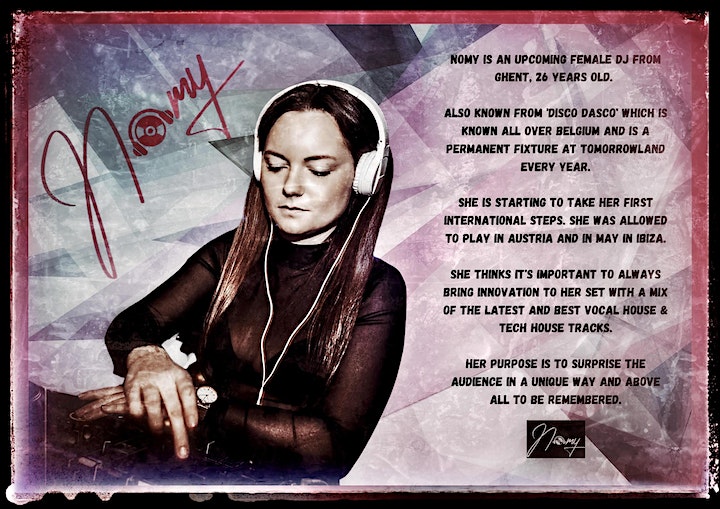 Nomy
NOMY IS AN UPCOMING FEMALE DJ FROM
GHENT, 26 YEARS OLD.
ALSO KNOWN FROM 'DISCO DASCO' WHICH IS
KNOWN ALL OVER BELGIUM AND IS A
PERMANENT FIXTURE AT TOMORROWLAND
EVERY YEAR.
SHE IS STARTING TO TAKE HER FIRST
INTERNATIONAL STEPS. SHE WAS ALLOWED
TO PLAY IN AUSTRIA AND IN MAY IN IBIZA.
SHE THINKS IT'S IMPORTANT TO ALWAYS
BRING INNOVATION TO HER SET WITH A MIX
OF THE LATEST AND BEST VOCAL HOUSE &
TECH HOUSE TRACKS.
HER PURPOSE IS TO SURPRISE THE
AUDIENCE IN A UNIQUE WAY AND ABOVE
ALL TO BE REMEMBERED.
Nomy